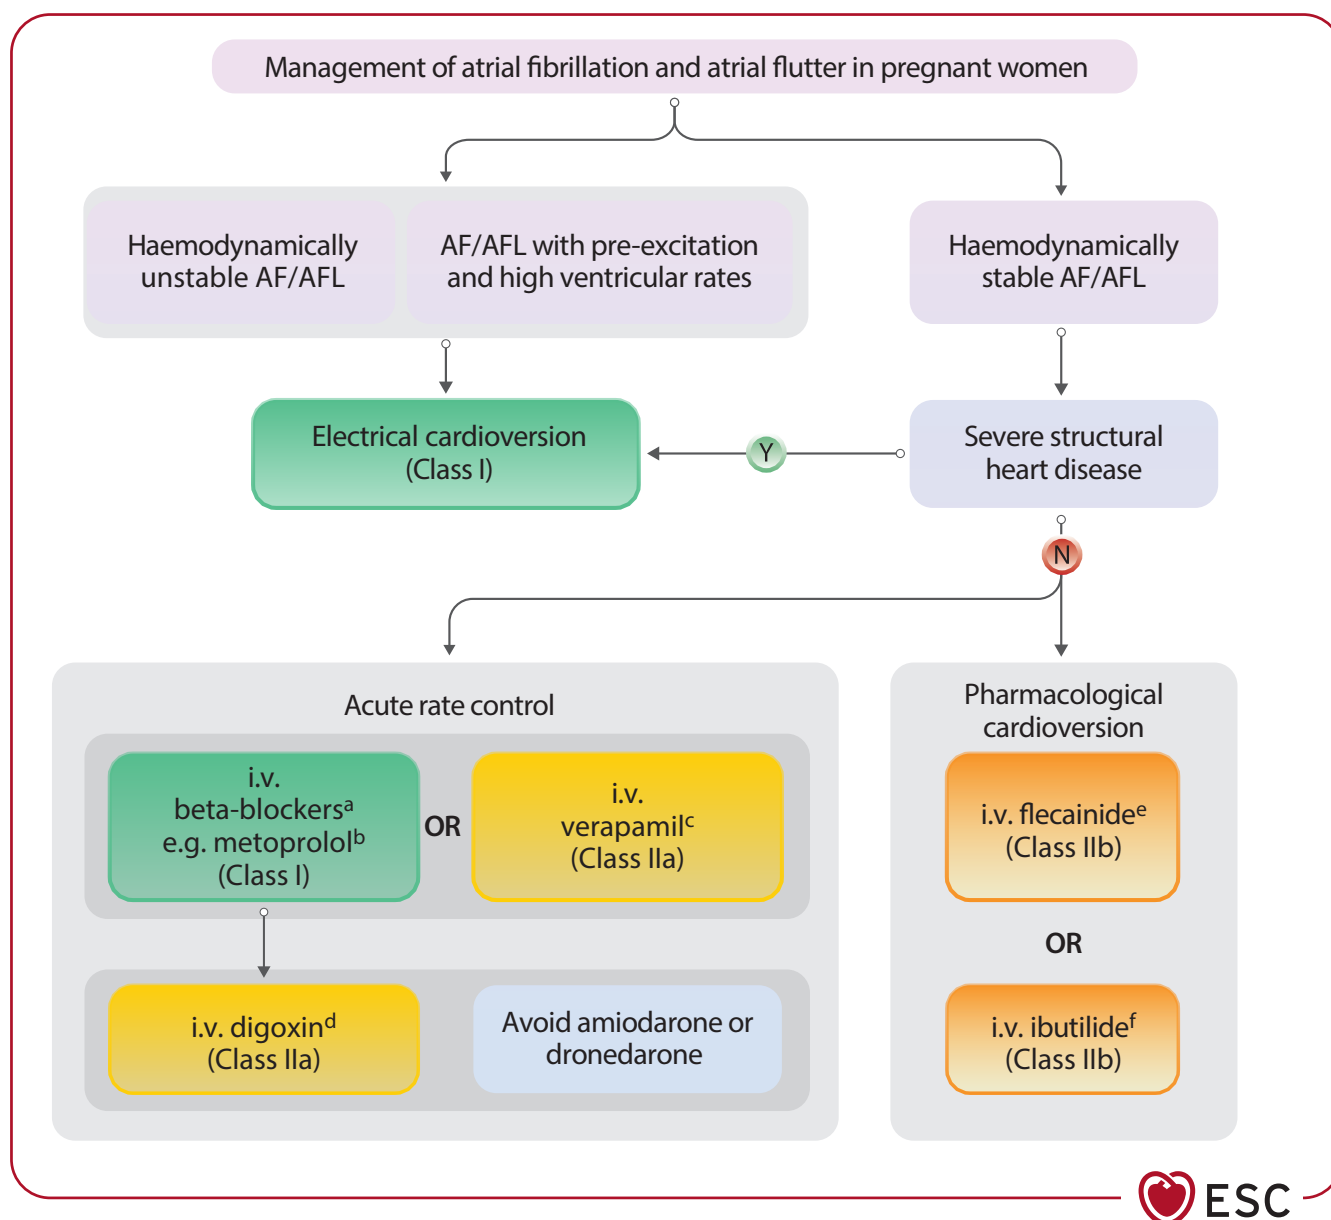 Management of atrial fibrillation and atrial flutter in pregnant women
Haemodynamically
unstable AF/AFL
AF/AFL with pre-excitation
and high ventricular rates
Haemodynamically
stable AF/AFL
Electrical cardioversion
(Class I)
Y
Severe structural
heart disease
N
Acute rate control
i.v.
beta-blockersᵃ
e.g. metoprololᵇ
(Class I)
OR
i.v.
verapamilᶜ
(Class IIa)
i.v. digoxinᵈ
(Class IIa)
Avoid amiodarone or
dronedarone
Pharmacological
cardioversion
i.v. flecainideᵉ
(Class IIb)
OR
i.v. ibutilideᶠ
(Class IIb)
ESC